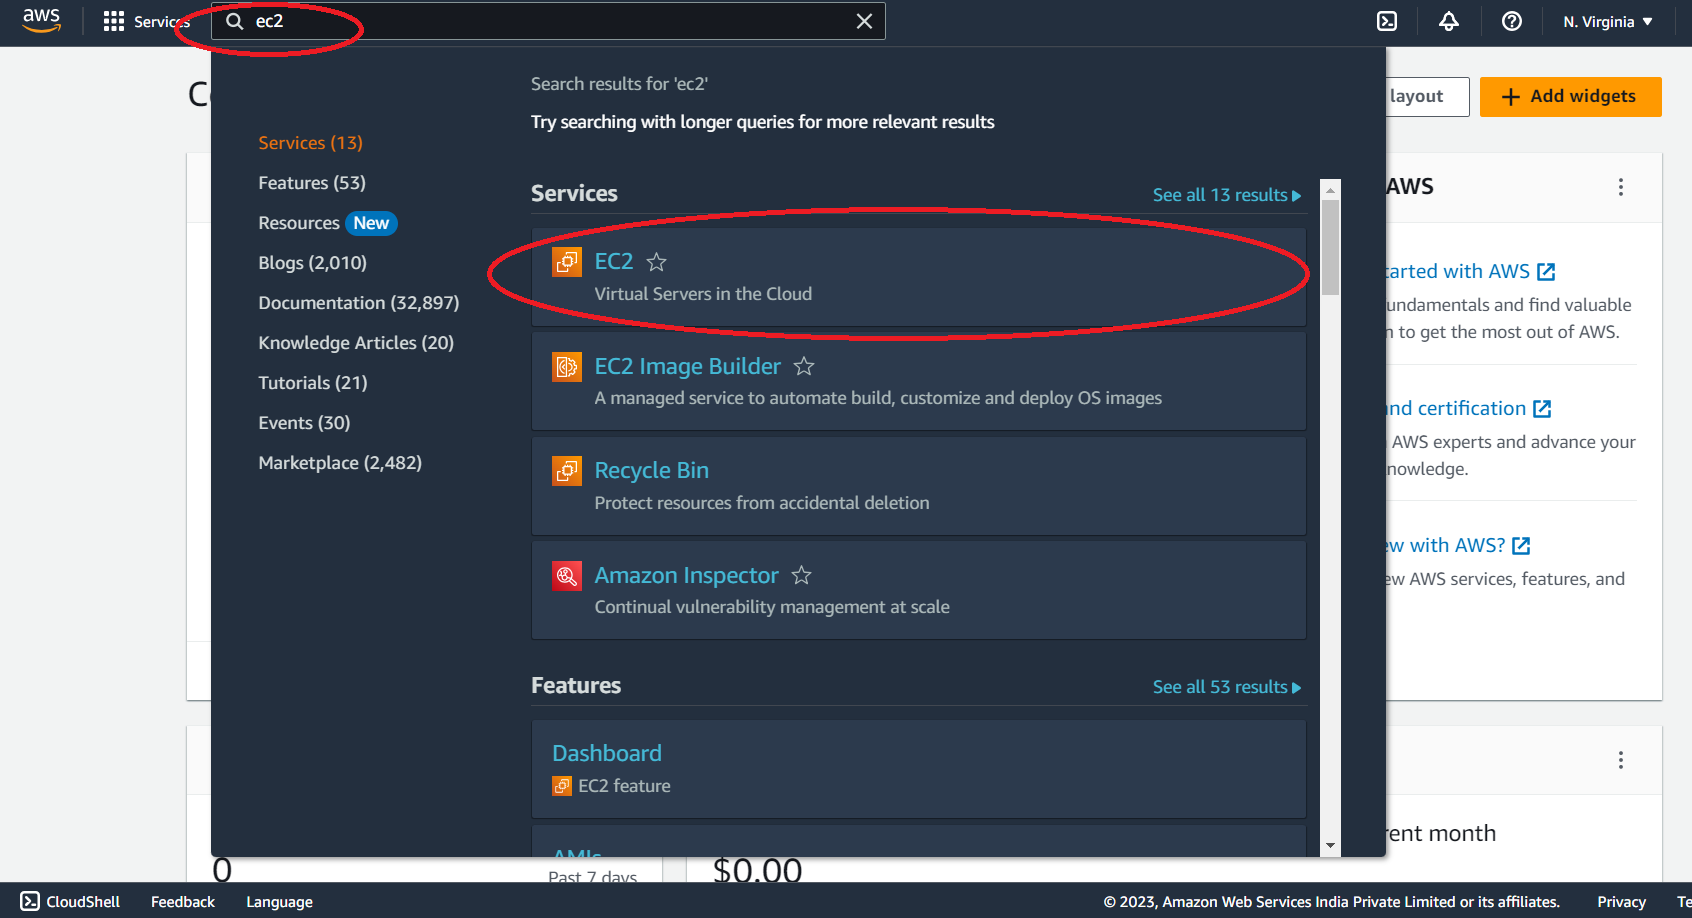 aws
Services
ec2
N. Virginia
layout
Add widgets
Search results for 'ec2'
Try searching with longer queries for more relevant results
Services (13)
Features (53)
Resources New
Blogs (2,010)
Documentation (32,897)
Knowledge Articles (20)
Tutorials (21)
Events (30)
Marketplace (2,482)
Services
See all 13 results
EC2
Virtual Servers in the Cloud
EC2 Image Builder
A managed service to automate build, customize and deploy OS images
Recycle Bin
Protect resources from accidental deletion
Amazon Inspector
Continual vulnerability management at scale
Features
See all 53 results
Dashboard
EC2 feature
AMIs
AWS
with AWS
and find valuable
to get the most out of AWS.
certification
AWS experts and advance your
with AWS?
AWS services, features, and
month
0
Past 7 days
$0.00
CloudShell
Feedback
Language
© 2023, Amazon Web Services India Private Limited or its affiliates.
Privacy